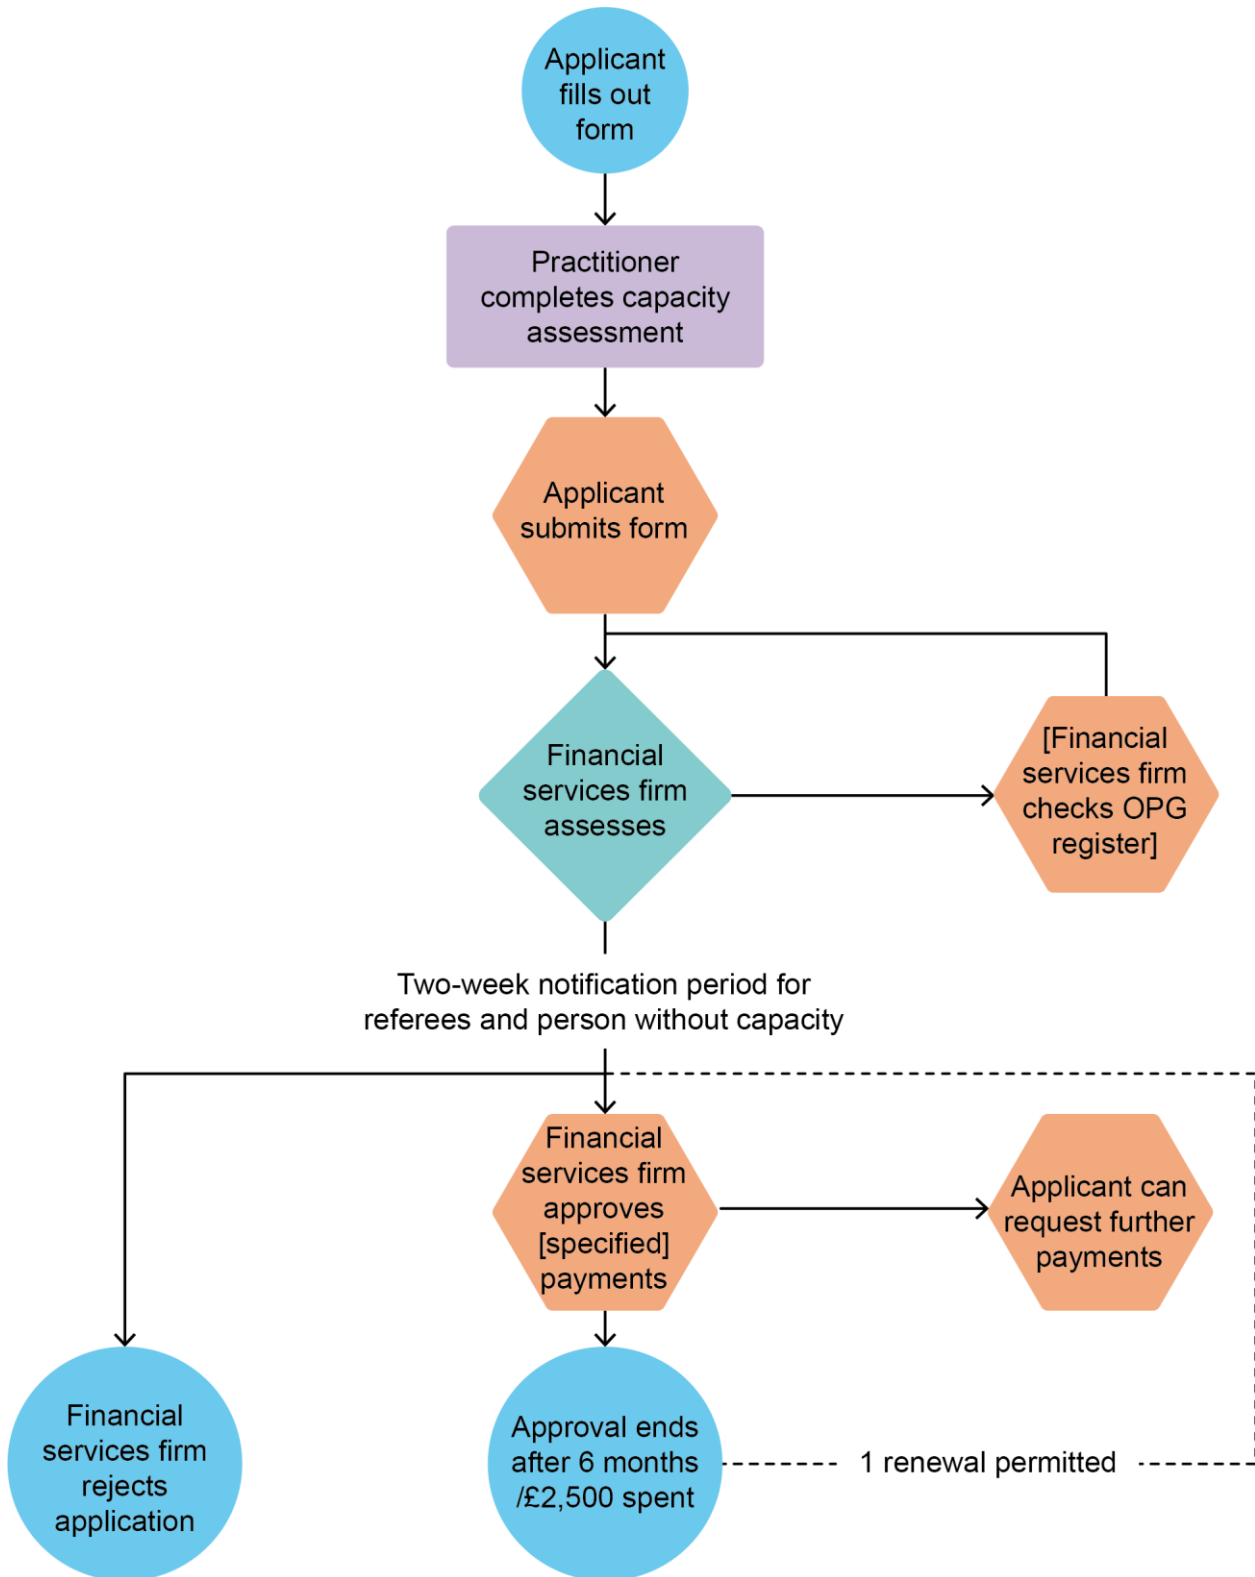 Applicant
fills out
form
Practitioner
completes capacity
assessment
Applicant
submits form
Financial
services firm
assesses
[Financial
services firm
checks OPG
register]
Two-week notification period for
referees and person without capacity
Financial
services firm
approves
[specified]
payments
Applicant can
request further
payments
Financial
services firm
rejects
application
Approval ends
after 6 months
/£2,500 spent
1 renewal permitted